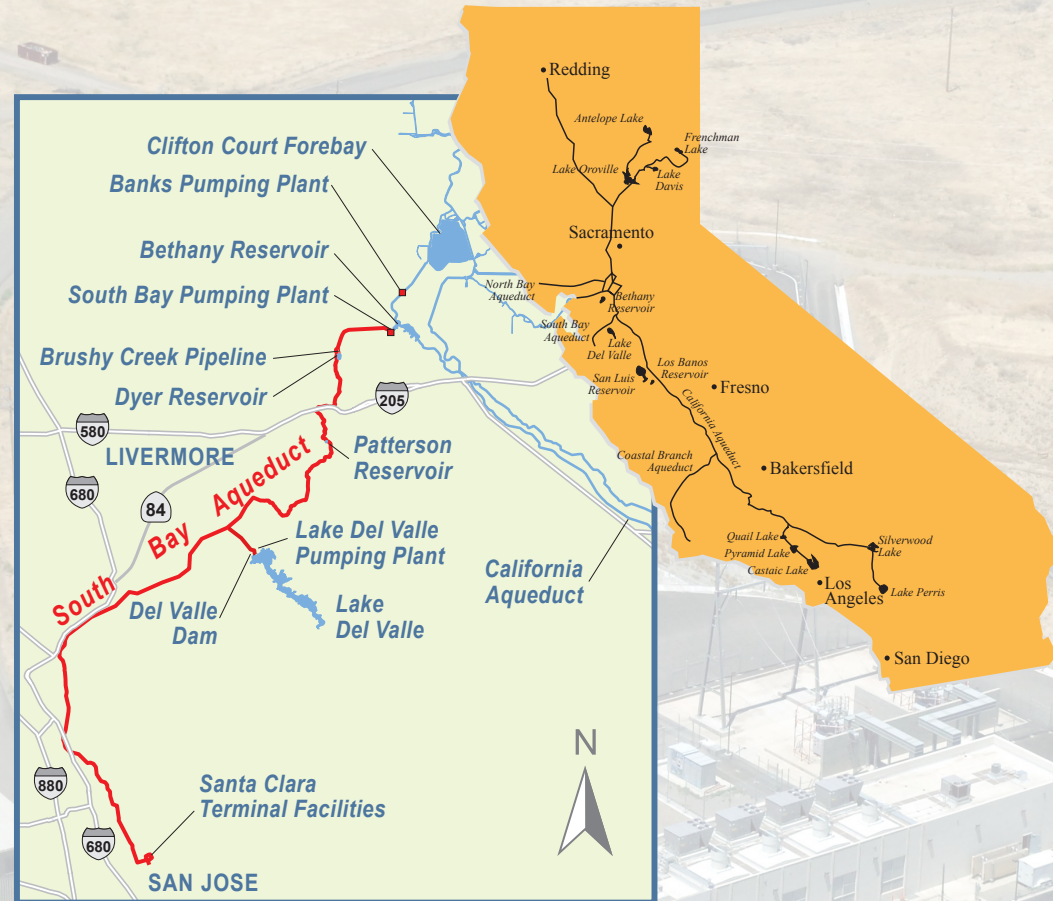 Clifton Court Forebay
Banks Pumping Plant
Bethany Reservoir
South Bay Pumping Plant
Brushy Creek Pipeline
Dyer Reservoir
205
580
LIVERMORE
Patterson
Reservoir
680
84
South Bay Aqueduct
Lake Del Valle
Pumping Plant
California
Aqueduct
Del Valle
Dam
Lake
Del Valle
N
880
Santa Clara
Terminal Facilities
680
SAN JOSE
Redding
Antelope Lake
Frenchman
Lake
Lake Oroville
Lake
Davis
Sacramento
North Bay
Aqueduct
Bethany
Reservoir
South Bay
Aqueduct
Lake
Del Valle
Los Banos
Reservoir
San Luis
Reservoir
Fresno
California Aqueduct
Coastal Branch
Aqueduct
Bakersfield
Quail Lake
Pyramid Lake
Castaic Lake
Silverwood
Lake
Los
Angeles
Lake Perris
San Diego